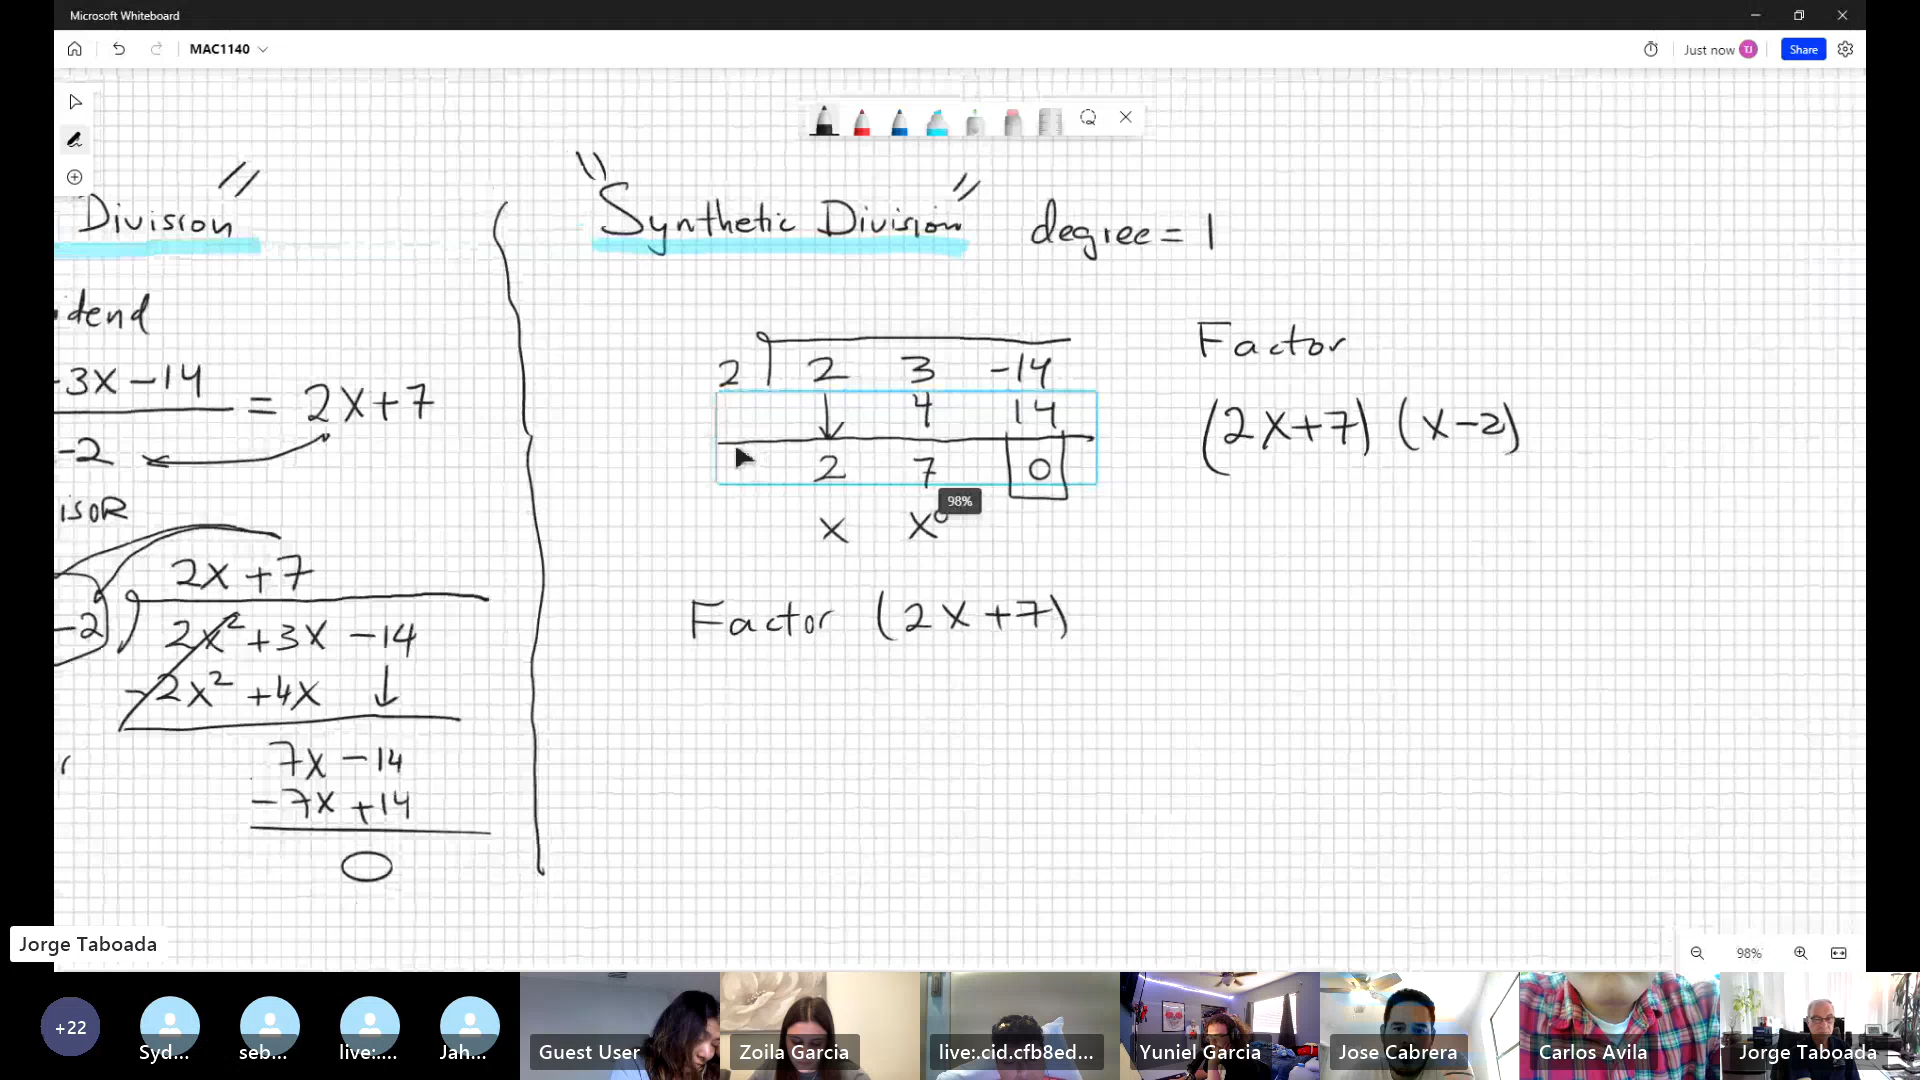 Microsoft Whiteboard
MAC1140
Just now TJ Share
Division
"Synthetic Division" degree = 1
dend
3x -14 = 2x+7
-2
isoR
2x +7
-2 2x² +3x -14
-2x² +4x
7x -14
-7x +14
0
2 2 3 -14
4 14
2 7 0
98%
x x⁰
Factor (2x+7)
Factor
(2x+7) (x-2)
98%
Jorge Taboada
+22
Syd...
seb...
live:....
Jah...
Guest User
Zoila Garcia
live:.cid.cfb8ed...
Yuniel Garcia
Jose Cabrera
Carlos Avila
Jorge Taboada